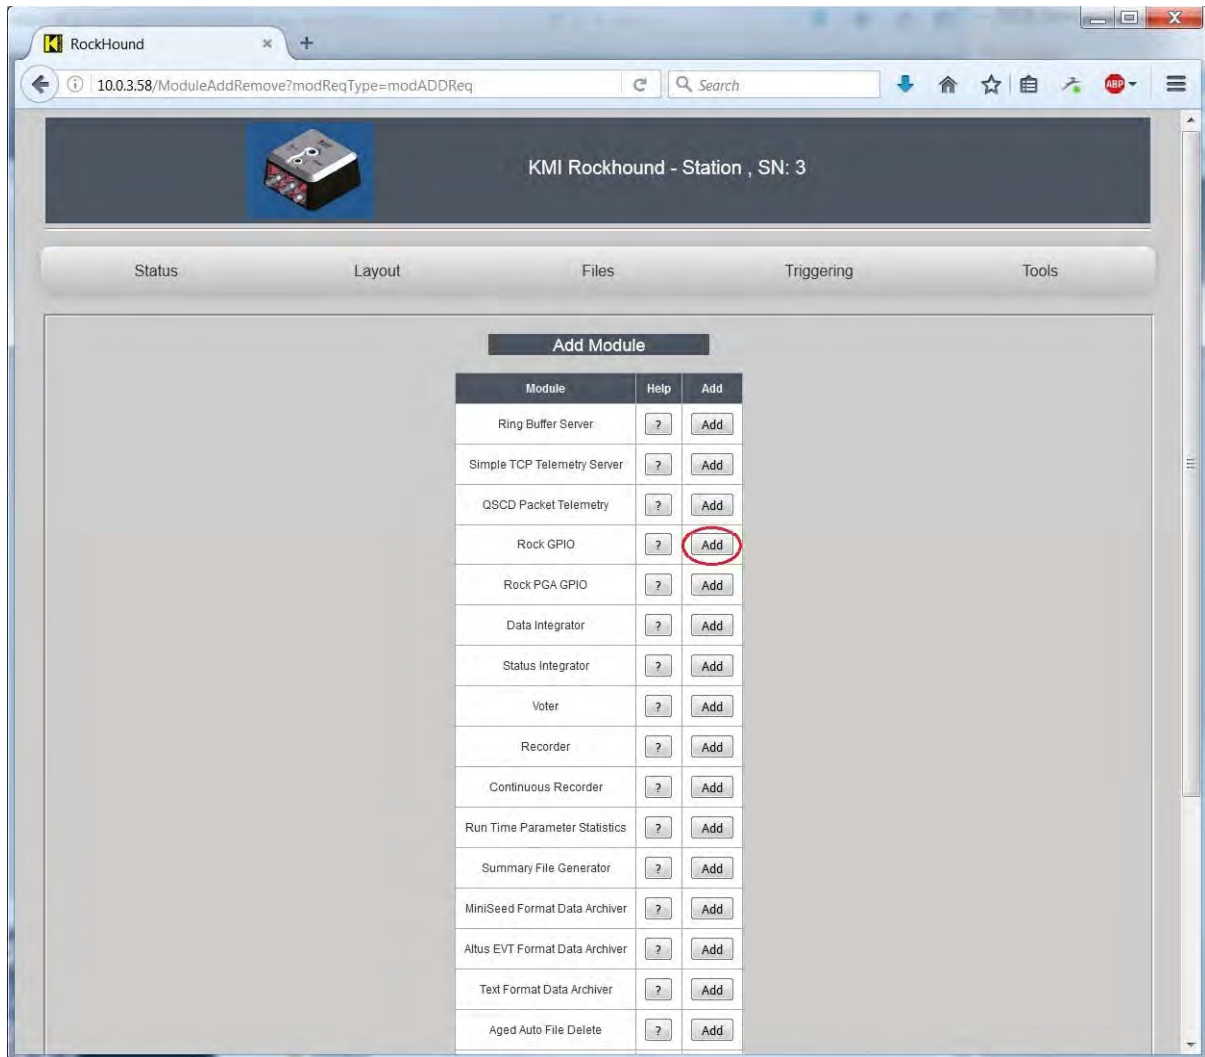 RockHound
10.0.3.58/ModuleAddRemove?modReqType=modADDReq
Search
ABP
KMI Rockhound - Station , SN: 3
Status Layout Files Triggering Tools
Add Module
Module Help Add
Ring Buffer Server ? Add
Simple TCP Telemetry Server ? Add
QSCD Packet Telemetry ? Add
Rock GPIO ? Add
Rock PGA GPIO ? Add
Data Integrator ? Add
Status Integrator ? Add
Voter ? Add
Recorder ? Add
Continuous Recorder ? Add
Run Time Parameter Statistics ? Add
Summary File Generator ? Add
MiniSeed Format Data Archiver ? Add
Altus EVT Format Data Archiver ? Add
Text Format Data Archiver ? Add
Aged Auto File Delete ? Add